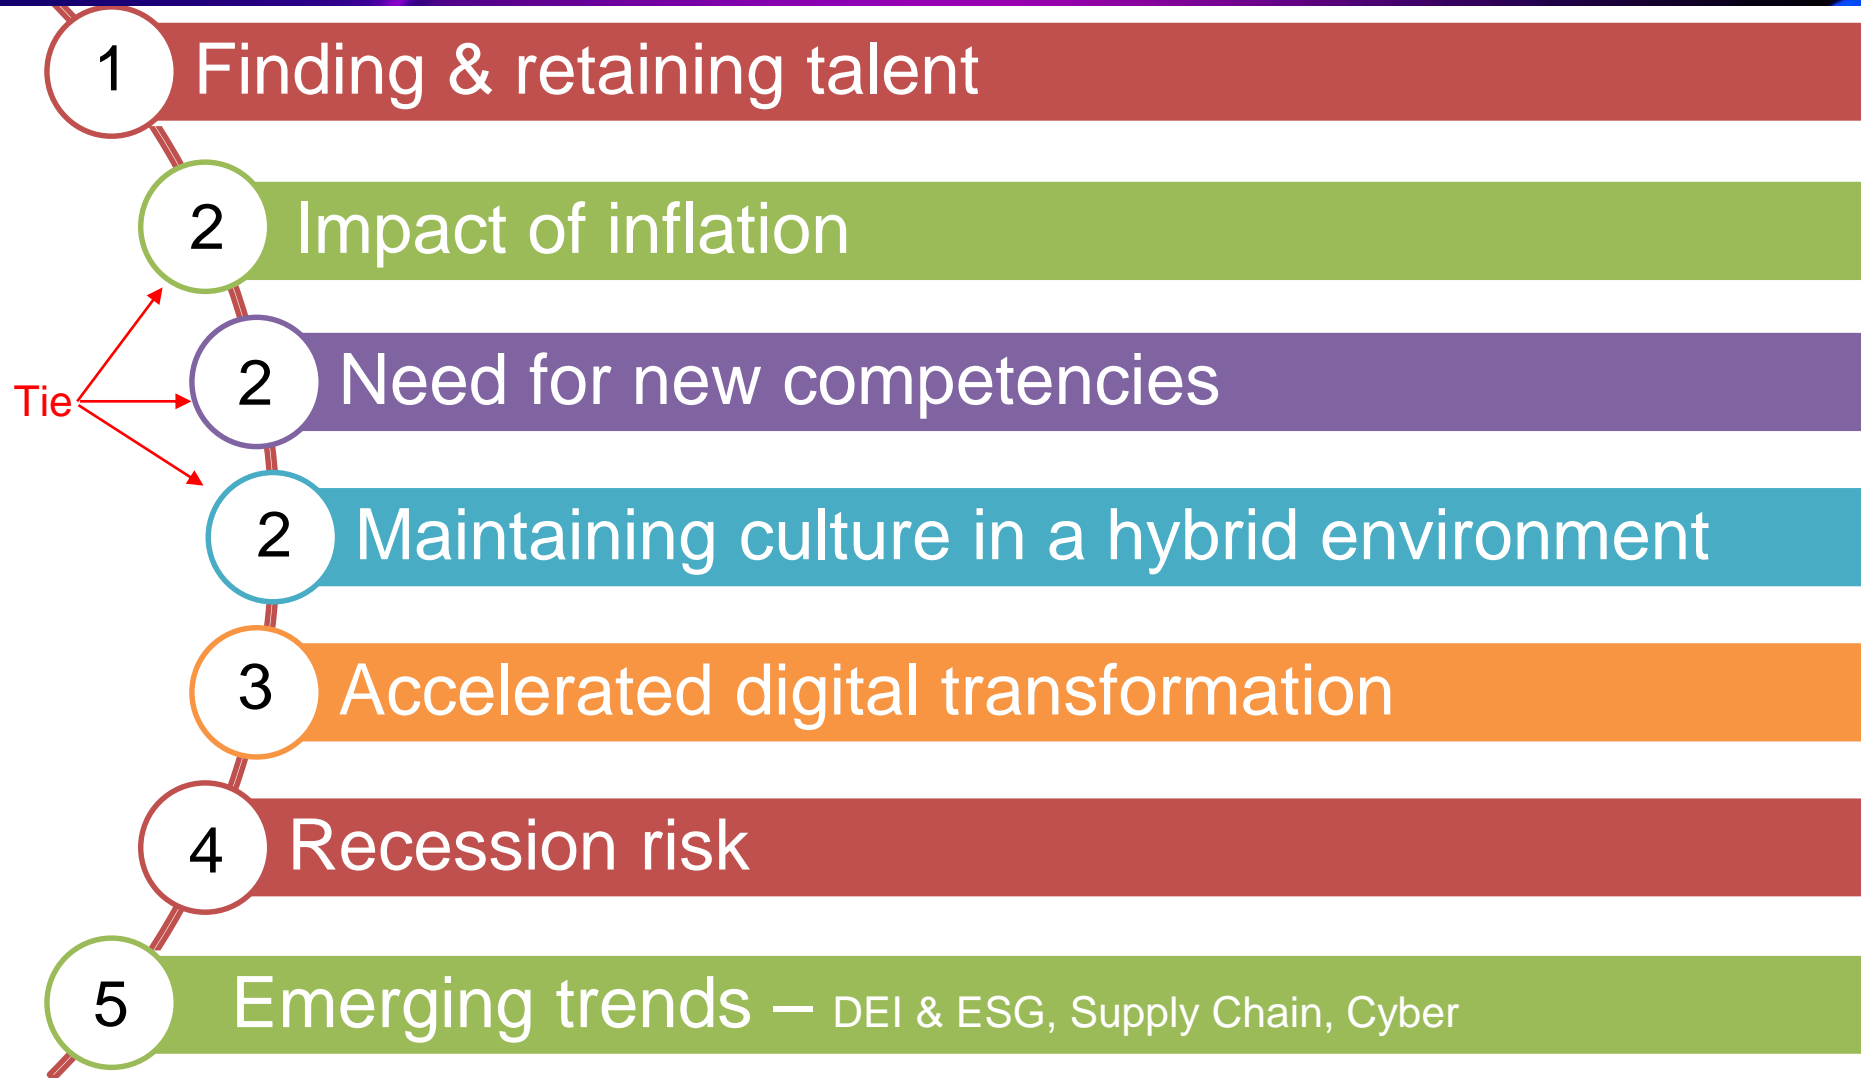 1 Finding & retaining talent
2 Impact of inflation
2 Need for new competencies
Tie
2 Maintaining culture in a hybrid environment
3 Accelerated digital transformation
4 Recession risk
5 Emerging trends – DEI & ESG, Supply Chain, Cyber